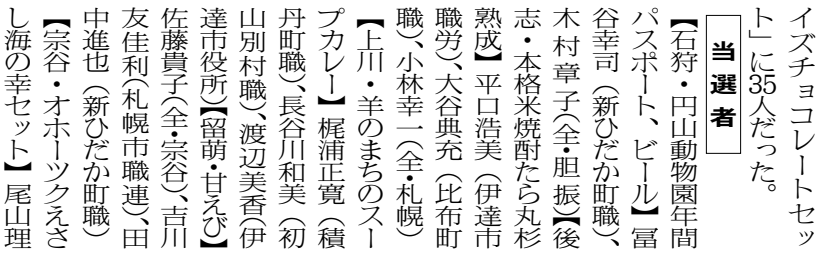 イズチョコレートセッ
ト」に35人だった。
当選者
【石狩・円山動物園年間
パスポート、ビール】冨
谷幸司（新ひだか町職）、
木村章子（全・胆振）【後
志・本格米焼酎たら丸杉
熟成】平口浩美（伊達市
職労）、大谷典充（比布町
職）、小林幸一（全・札幌）
【上川・羊のまちのスー
プカレー】梶浦正寛（積
丹町職）、長谷川和美（初
山別村職）、渡辺美香（伊
達市役所）【留萌・甘えび】
佐藤貴子（全・宗谷）、吉川
友佳利（札幌市職連）、田
中進也（新ひだか町職）
【宗谷・オホーツクえさ
し海の幸セット】尾山理